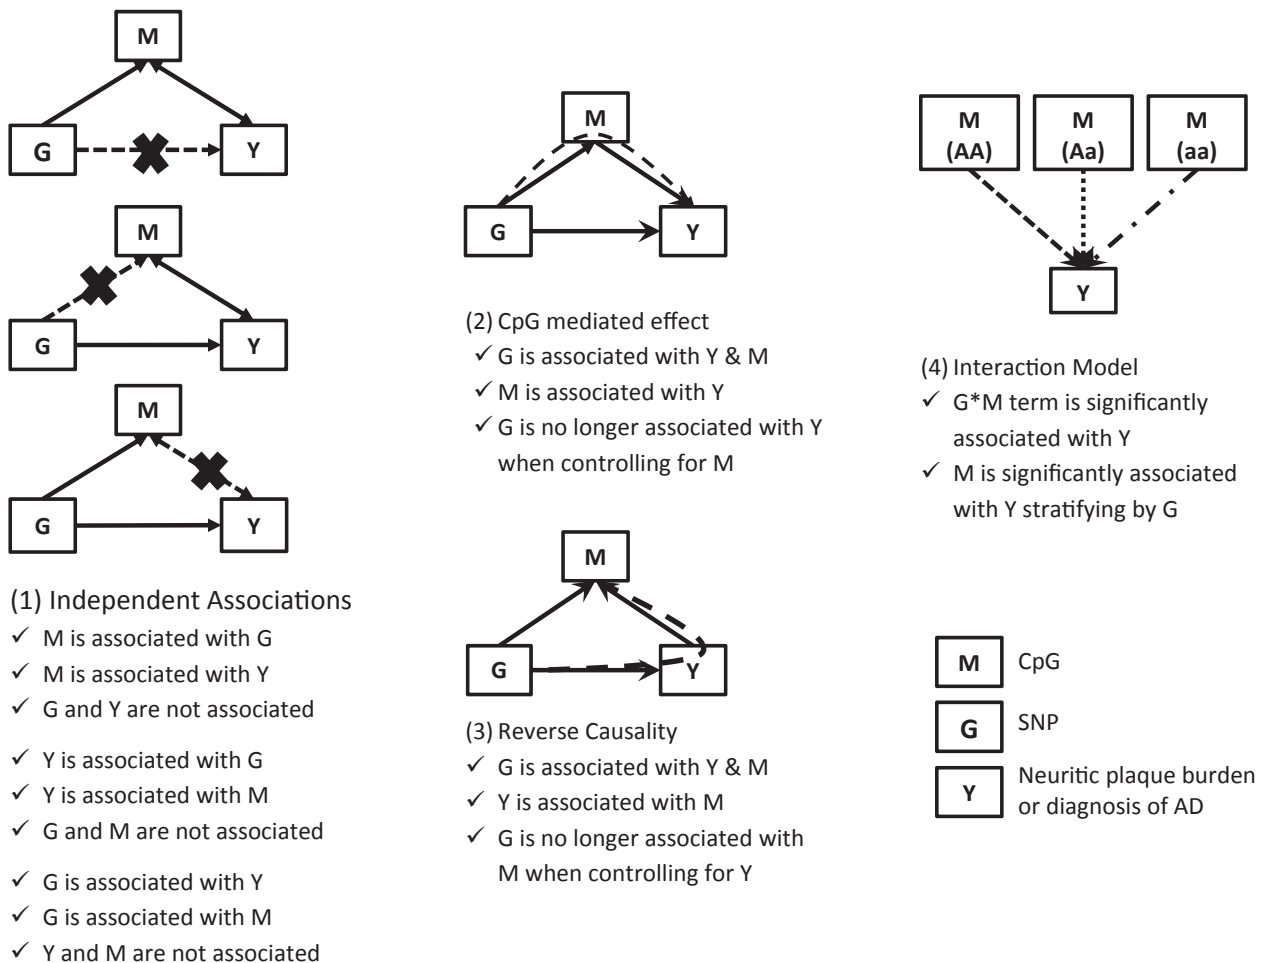 M
G
Y
M
G
Y
M
G
Y
(1) Independent Associations
✓ M is associated with G
✓ M is associated with Y
✓ G and Y are not associated
✓ Y is associated with G
✓ Y is associated with M
✓ G and M are not associated
✓ G is associated with Y
✓ G is associated with M
✓ Y and M are not associated
M
G
Y
(2) CpG mediated effect
✓ G is associated with Y & M
✓ M is associated with Y
✓ G is no longer associated with Y
when controlling for M
M
G
Y
(3) Reverse Causality
✓ G is associated with Y & M
✓ Y is associated with M
✓ G is no longer associated with
M when controlling for Y
M
(AA)
M
(Aa)
M
(aa)
Y
(4) Interaction Model
✓ G*M term is significantly
associated with Y
✓ M is significantly associated
with Y stratifying by G
M CpG
G SNP
Y Neuritic plaque burden
or diagnosis of AD